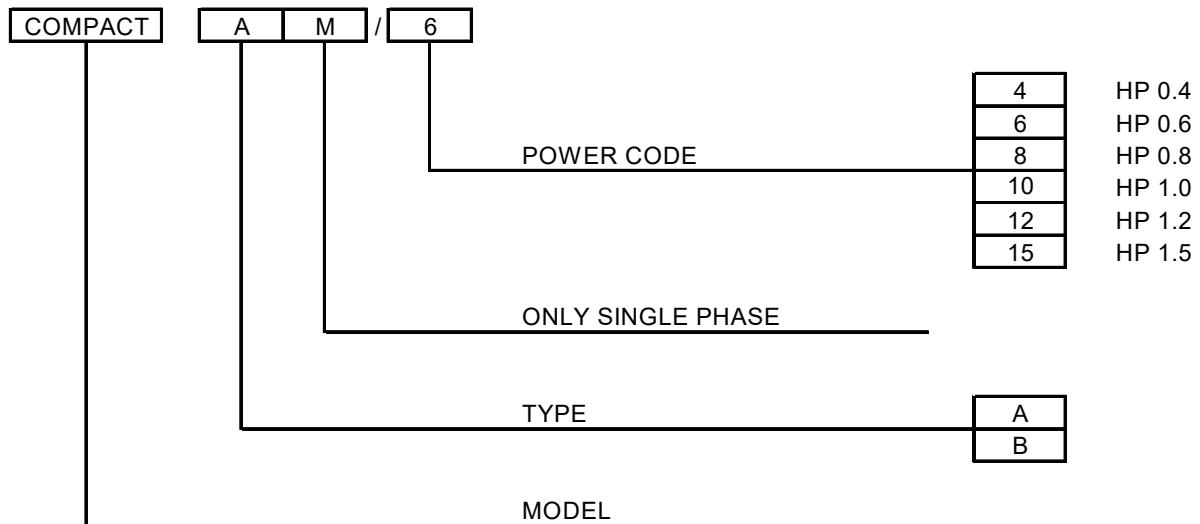 COMPACT A M / 6
4 HP 0.4
6 HP 0.6
POWER CODE 8 HP 0.8
10 HP 1.0
12 HP 1.2
15 HP 1.5
ONLY SINGLE PHASE
TYPE A
B
MODEL